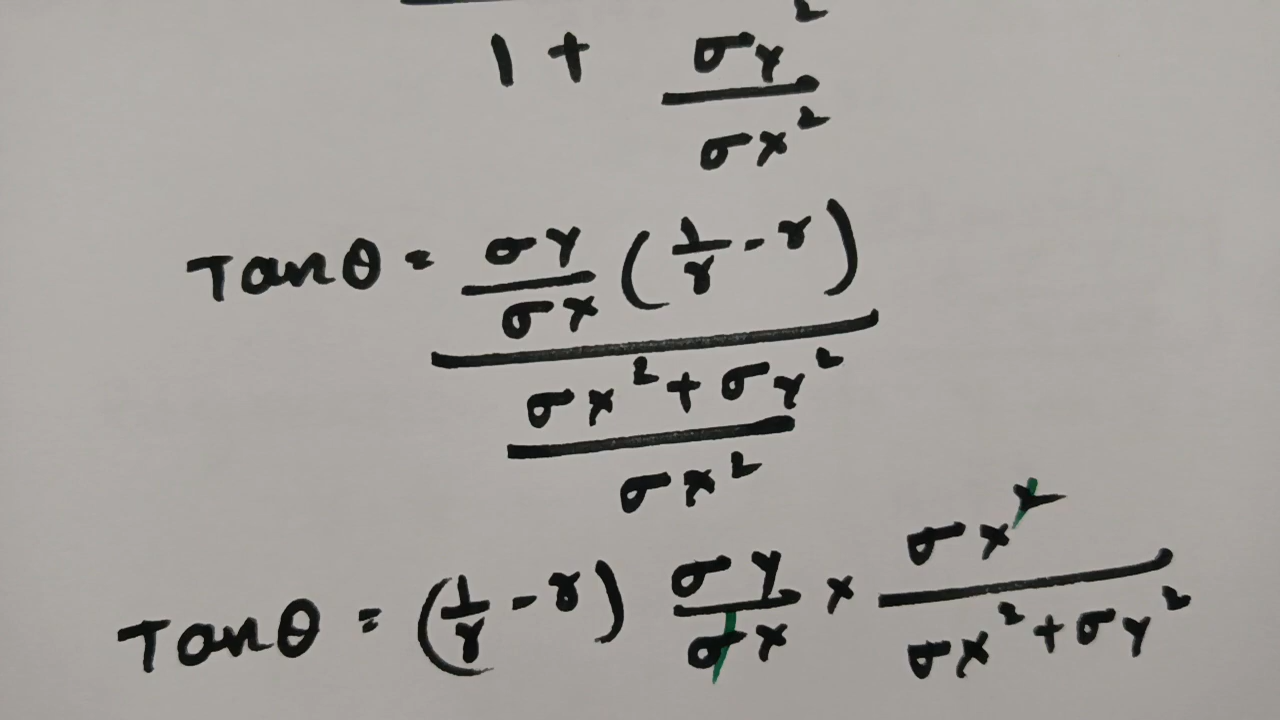 1 + σy² / σx²
Tanθ = σy/σx (1/r - r) / ((σx² + σy²) / σx²)
Tanθ = (1/r - r) σy/σx × σx² / (σx² + σy²)